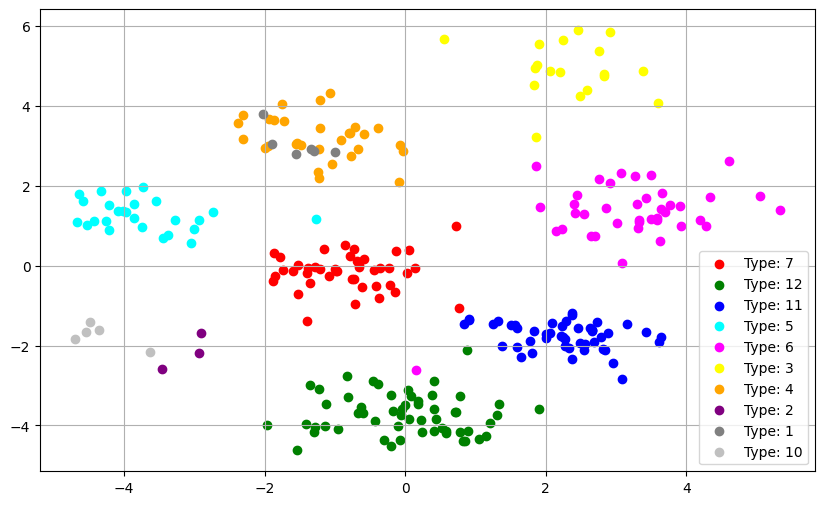 6
4
2
0
−2
−4
−4
−2
0
2
4
Type: 7
Type: 12
Type: 11
Type: 5
Type: 6
Type: 3
Type: 4
Type: 2
Type: 1
Type: 10